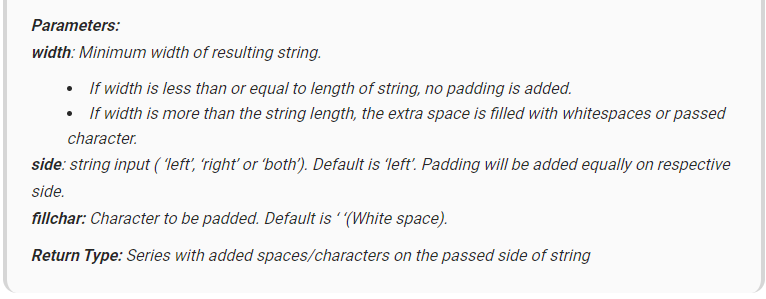 Parameters:
width: Minimum width of resulting string.
• If width is less than or equal to length of string, no padding is added.
• If width is more than the string length, the extra space is filled with whitespaces or passed
character.
side: string input ( ‘left’, ‘right’ or ‘both’). Default is ‘left’. Padding will be added equally on respective
side.
fillchar: Character to be padded. Default is ‘ ‘(White space).
Return Type: Series with added spaces/characters on the passed side of string